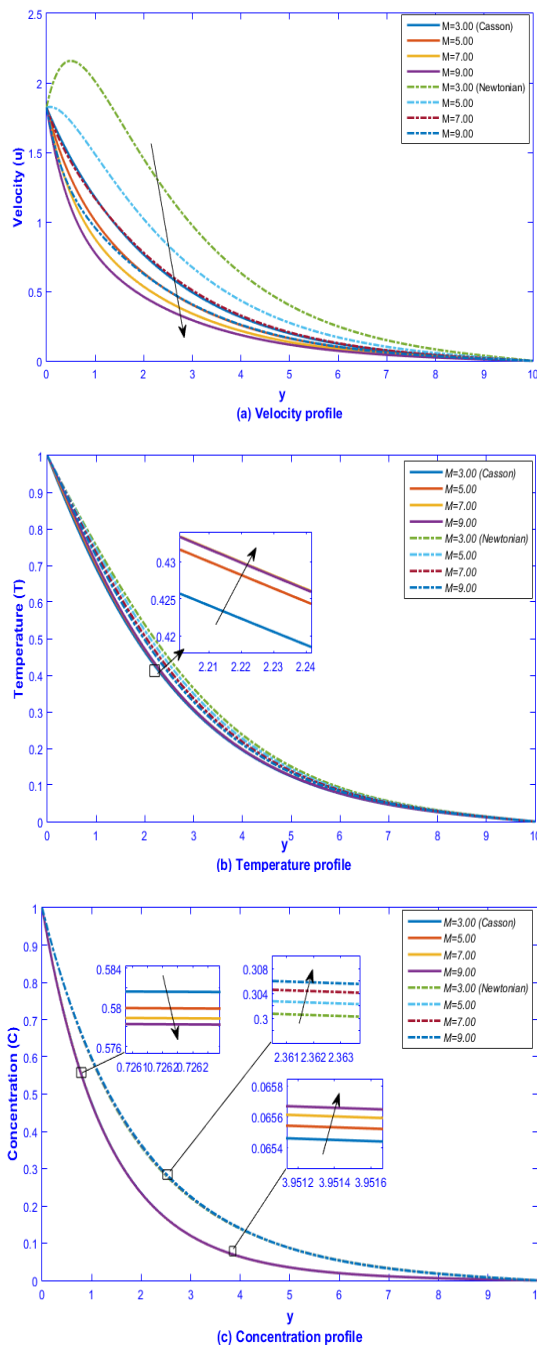 2.5
2
1.5
1
0.5
0
Velocity (u)
M=3.00 (Casson)
M=5.00
M=7.00
M=9.00
M=3.00 (Newtonian)
M=5.00
M=7.00
M=9.00
0 1 2 3 4 5 6 7 8 9 10
y
(a) Velocity profile
1
0.9
0.8
0.7
0.6
0.5
0.4
0.3
0.2
0.1
0
Temperature (T)
M=3.00 (Casson)
M=5.00
M=7.00
M=9.00
M=3.00 (Newtonian)
M=5.00
M=7.00
M=9.00
0.43
0.425
0.42
2.21 2.22 2.23 2.24
0 1 2 3 4 5 6 7 8 9 10
y
(b) Temperature profile
1
0.9
0.8
0.7
0.6
0.5
0.4
0.3
0.2
0.1
0
Concentration (C)
M=3.00 (Casson)
M=5.00
M=7.00
M=9.00
M=3.00 (Newtonian)
M=5.00
M=7.00
M=9.00
0.584
0.58
0.576
0.7261 0.7262 0.7262
0.308
0.304
0.3
2.361 2.362 2.363
0.0658
0.0656
0.0654
3.9512 3.9514 3.9516
0 1 2 3 4 5 6 7 8 9 10
y
(c) Concentration profile